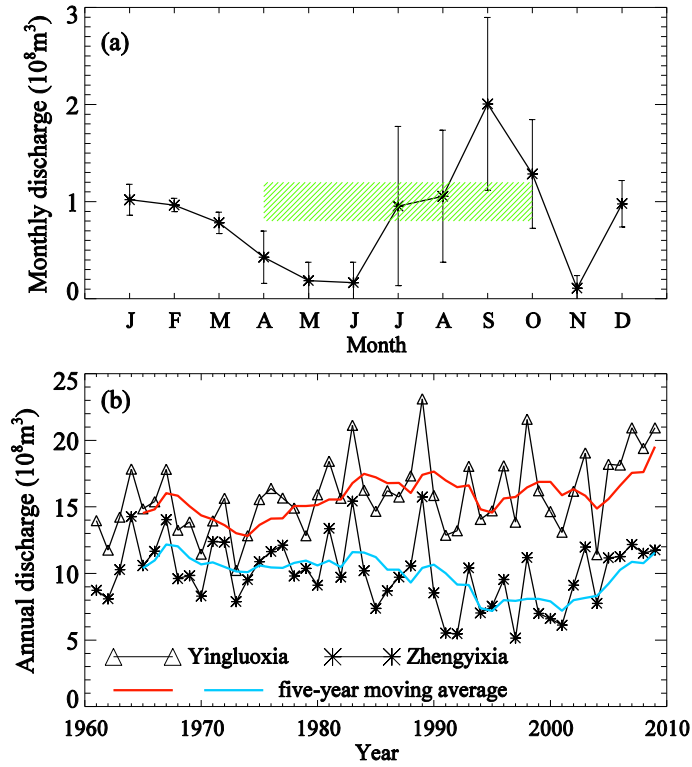 (a)
Monthly discharge (10⁸m³)
3
2
1
0
J F M A M J J A S O N D
Month
(b)
Annual discharge (10⁸m³)
25
20
15
10
5
0
Yingluoxia Zhengyixia
five-year moving average
1960 1970 1980 1990 2000 2010
Year